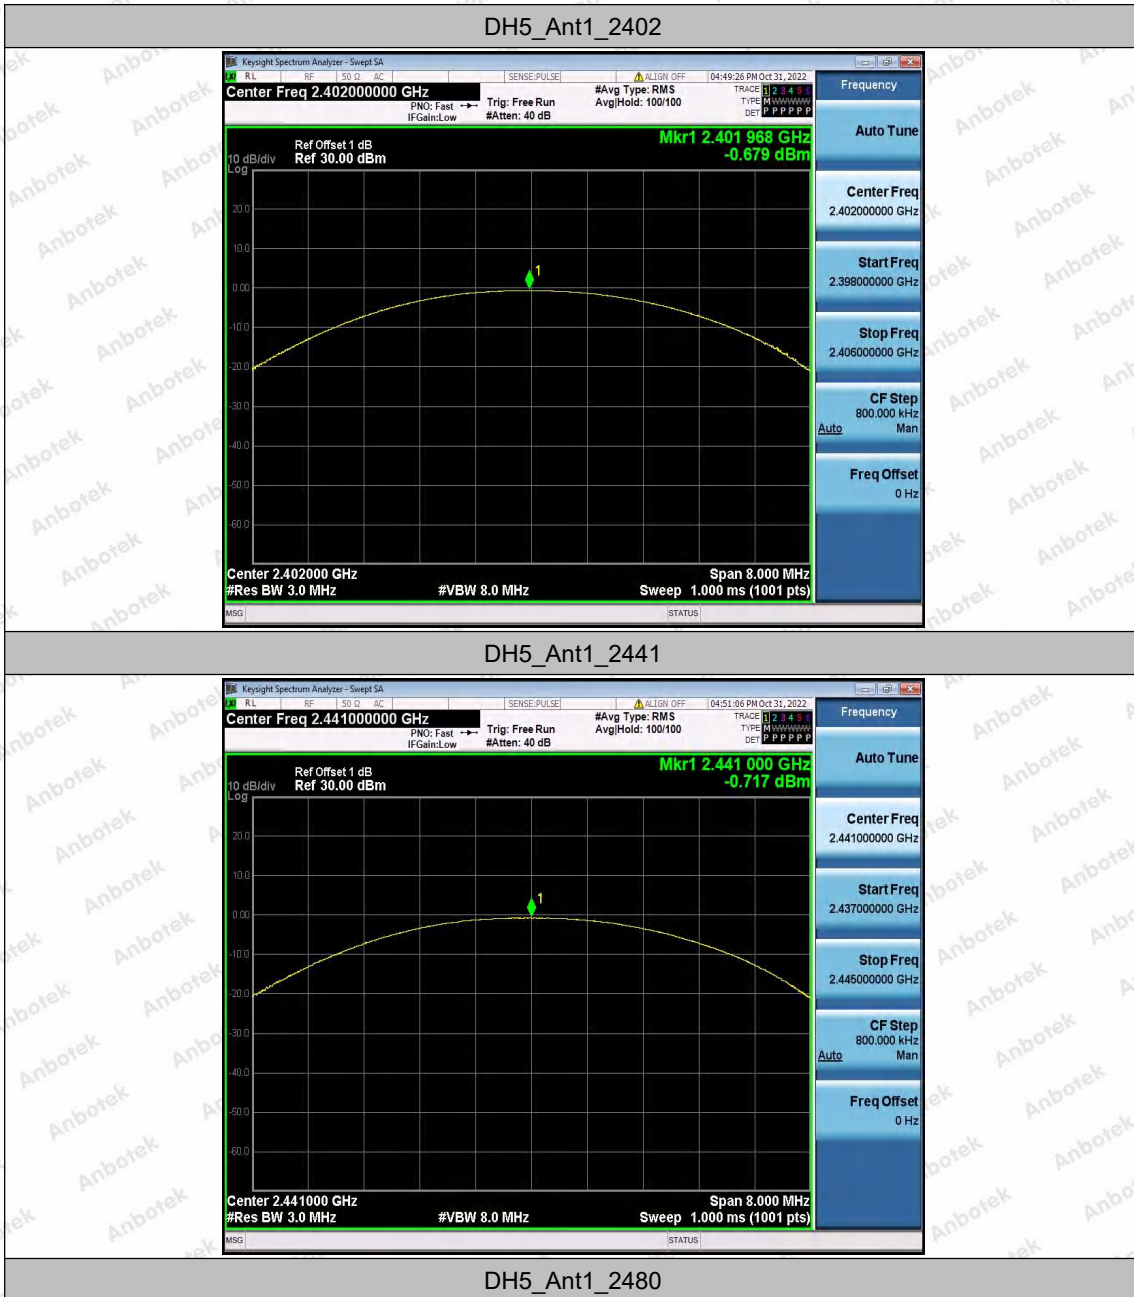 DH5_Ant1_2402
Keysight Spectrum Analyzer - Swept SA
RL RF 50 Ω AC SENSE:PULSE ALIGN OFF 04:49:26 PM Oct 31, 2022
Center Freq 2.402000000 GHz
PNO: Fast
IFGain:Low
Trig: Free Run
#Atten: 40 dB
#Avg Type: RMS
Avg|Hold: 100/100
TRACE 1 2 3 4 5 6
TYPE M WWWWW
DET P P P P P P
Mkr1 2.401 968 GHz
-0.679 dBm
Ref Offset 1 dB
10 dB/div Ref 30.00 dBm
Log
20.0
10.0
0.00
-10.0
-20.0
-30.0
-40.0
-50.0
-60.0
1
Center 2.402000 GHz Span 8.000 MHz
#Res BW 3.0 MHz #VBW 8.0 MHz Sweep 1.000 ms (1001 pts)
MSG STATUS
Frequency
Auto Tune
Center Freq
2.402000000 GHz
Start Freq
2.398000000 GHz
Stop Freq
2.406000000 GHz
CF Step
800.000 kHz
Auto Man
Freq Offset
0 Hz
DH5_Ant1_2441
Keysight Spectrum Analyzer - Swept SA
RL RF 50 Ω AC SENSE:PULSE ALIGN OFF 04:51:06 PM Oct 31, 2022
Center Freq 2.441000000 GHz
PNO: Fast
IFGain:Low
Trig: Free Run
#Atten: 40 dB
#Avg Type: RMS
Avg|Hold: 100/100
TRACE 1 2 3 4 5 6
TYPE M WWWWW
DET P P P P P P
Mkr1 2.441 000 GHz
-0.717 dBm
Ref Offset 1 dB
10 dB/div Ref 30.00 dBm
Log
20.0
10.0
0.00
-10.0
-20.0
-30.0
-40.0
-50.0
-60.0
1
Center 2.441000 GHz Span 8.000 MHz
#Res BW 3.0 MHz #VBW 8.0 MHz Sweep 1.000 ms (1001 pts)
MSG STATUS
Frequency
Auto Tune
Center Freq
2.441000000 GHz
Start Freq
2.437000000 GHz
Stop Freq
2.445000000 GHz
CF Step
800.000 kHz
Auto Man
Freq Offset
0 Hz
DH5_Ant1_2480
Anbotek